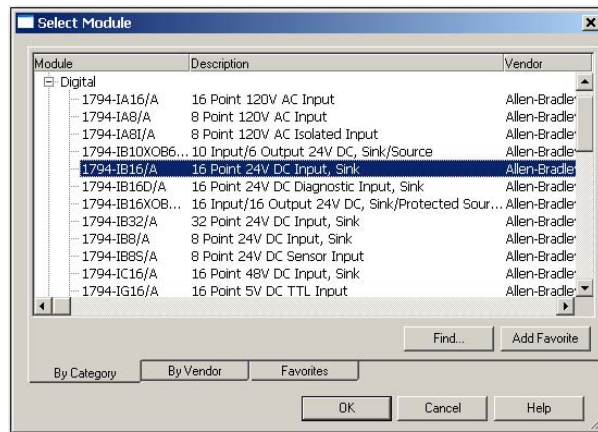 Select Module
Module Description Vendor
Digital
1794-IA16/A 16 Point 120V AC Input Allen-Bradley
1794-IA8/A 8 Point 120V AC Input Allen-Bradley
1794-IA8I/A 8 Point 120V AC Isolated Input Allen-Bradley
1794-IB10XOB6... 10 Input/6 Output 24V DC, Sink/Source Allen-Bradley
1794-IB16/A 16 Point 24V DC Input, Sink Allen-Bradley
1794-IB16D/A 16 Point 24V DC Diagnostic Input, Sink Allen-Bradley
1794-IB16XOB... 16 Input/16 Output 24V DC, Sink/Protected Sour... Allen-Bradley
1794-IB32/A 32 Point 24V DC Input, Sink Allen-Bradley
1794-IB8/A 8 Point 24V DC Input, Sink Allen-Bradley
1794-IB8S/A 8 Point 24V DC Sensor Input Allen-Bradley
1794-IC16/A 16 Point 48V DC Input, Sink Allen-Bradley
1794-IG16/A 16 Point 5V DC TTL Input Allen-Bradley
Find... Add Favorite
By Category By Vendor Favorites
OK Cancel Help